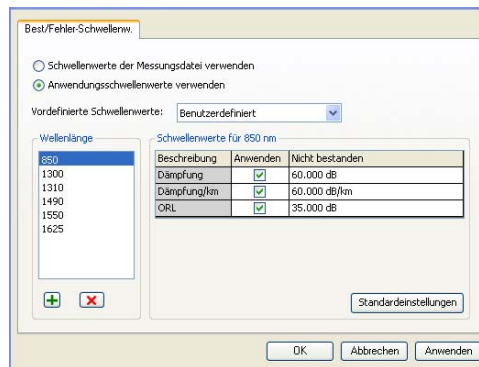 Best/Fehler-Schwellenw.
Schwellenwerte der Messungsdatei verwenden
Anwendungsschwellenwerte verwenden
Vordefinierte Schwellenwerte: Benutzerdefiniert
Wellenlänge
850
1300
1310
1490
1550
1625
Schwellenwerte für 850 nm
Beschreibung Anwenden Nicht bestanden
Dämpfung 60.000 dB
Dämpfung/km 60.000 dB/km
ORL 35.000 dB
Standardeinstellungen
OK Abbrechen Anwenden